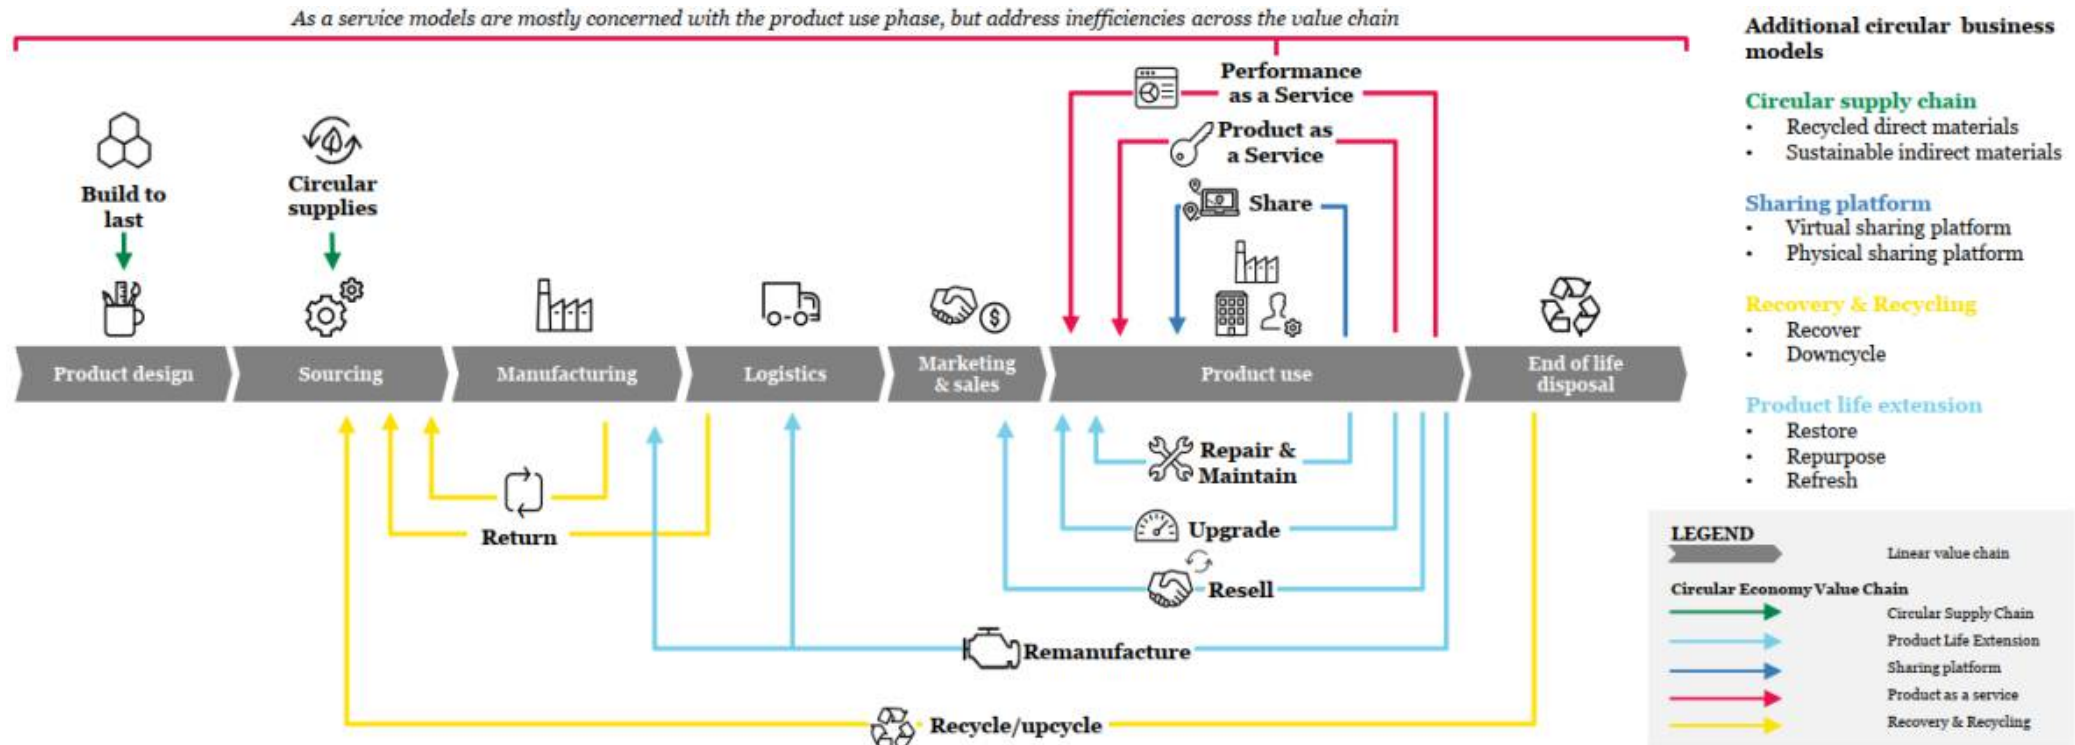 As a service models are mostly concerned with the product use phase, but address inefficiencies across the value chain
Performance
as a Service
Product as
a Service
Share
Build to
last
Circular
supplies
$
Product design
Sourcing
Manufacturing
Logistics
Marketing
& sales
Product use
End of life
disposal
Repair &
Maintain
Return
Upgrade
Resell
Remanufacture
Recycle/upcycle
Additional circular business
models
Circular supply chain
• Recycled direct materials
• Sustainable indirect materials
Sharing platform
• Virtual sharing platform
• Physical sharing platform
Recovery & Recycling
• Recover
• Downcycle
Product life extension
• Restore
• Repurpose
• Refresh
LEGEND
Linear value chain
Circular Economy Value Chain
Circular Supply Chain
Product Life Extension
Sharing platform
Product as a service
Recovery & Recycling